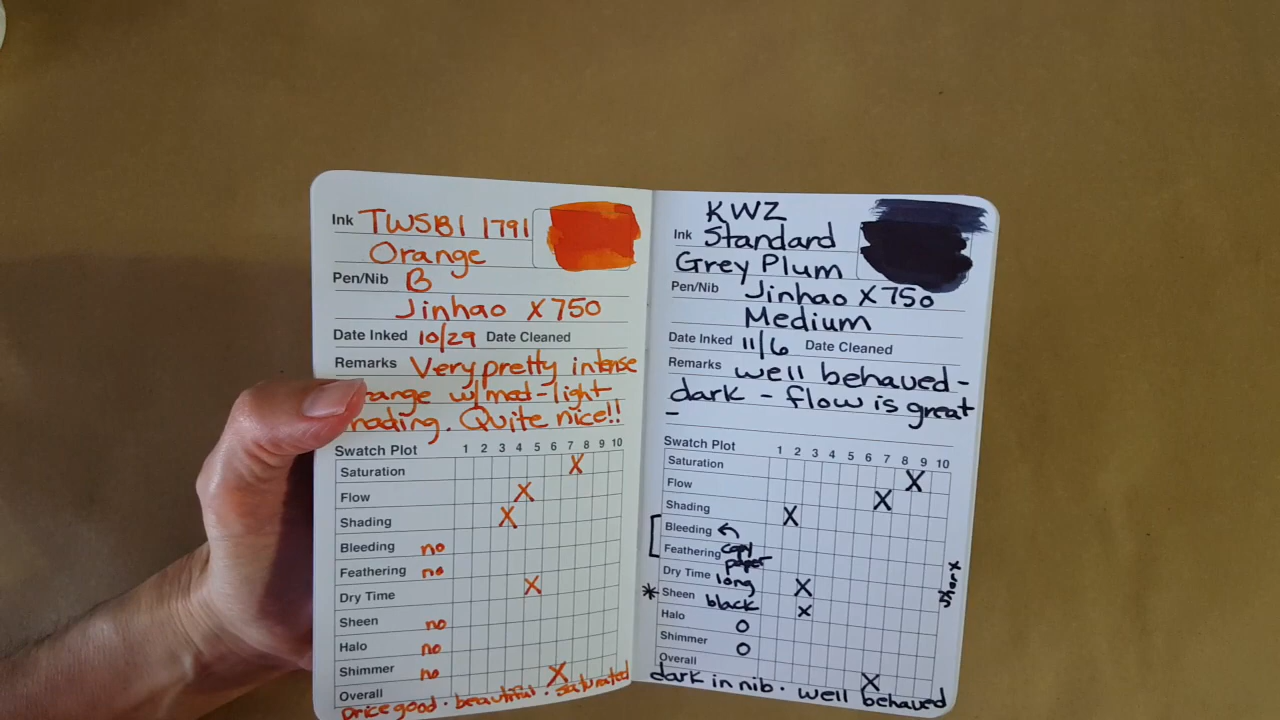 Ink TWSBI 1791
Orange
Pen/Nib B
Jinhao X750
Date Inked 10/29 Date Cleaned
Remarks Very pretty intense
range w/med-light
hading. Quite nice!!
Swatch Plot 1 2 3 4 5 6 7 8 9 10
Saturation X
Flow X
Shading X
Bleeding no
Feathering no
Dry Time X
Sheen no
Halo no
Shimmer no
Overall X
Price good · beautiful · saturated
KWZ
Ink Standard
Grey Plum
Pen/Nib Jinhao X750
Medium
Date Inked 11/6 Date Cleaned
Remarks well behaved -
dark - flow is great
-
Swatch Plot 1 2 3 4 5 6 7 8 9 10
Saturation X
Flow X
Shading X
Bleeding
Feathering copy
paper
Dry Time long X
Sheen black X
Halo O
Shimmer O
Overall X
dark in nib · well behaved
short